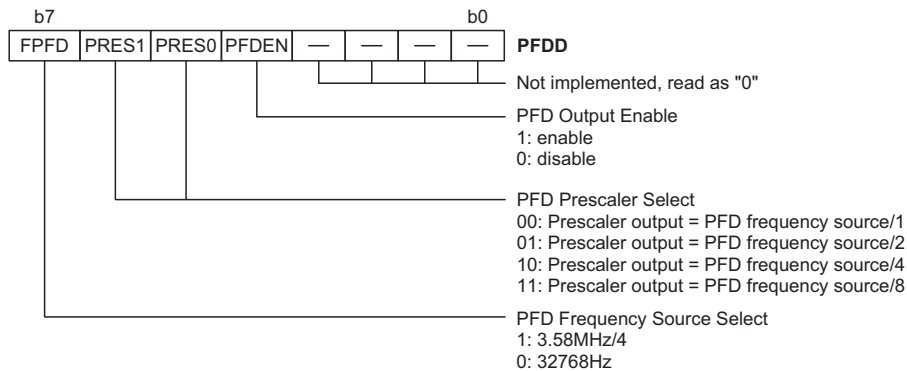 b7 b0
FPFD PRES1 PRES0 PFDEN — — — — PFDD
Not implemented, read as "0"
PFD Output Enable
1: enable
0: disable
PFD Prescaler Select
00: Prescaler output = PFD frequency source/1
01: Prescaler output = PFD frequency source/2
10: Prescaler output = PFD frequency source/4
11: Prescaler output = PFD frequency source/8
PFD Frequency Source Select
1: 3.58MHz/4
0: 32768Hz